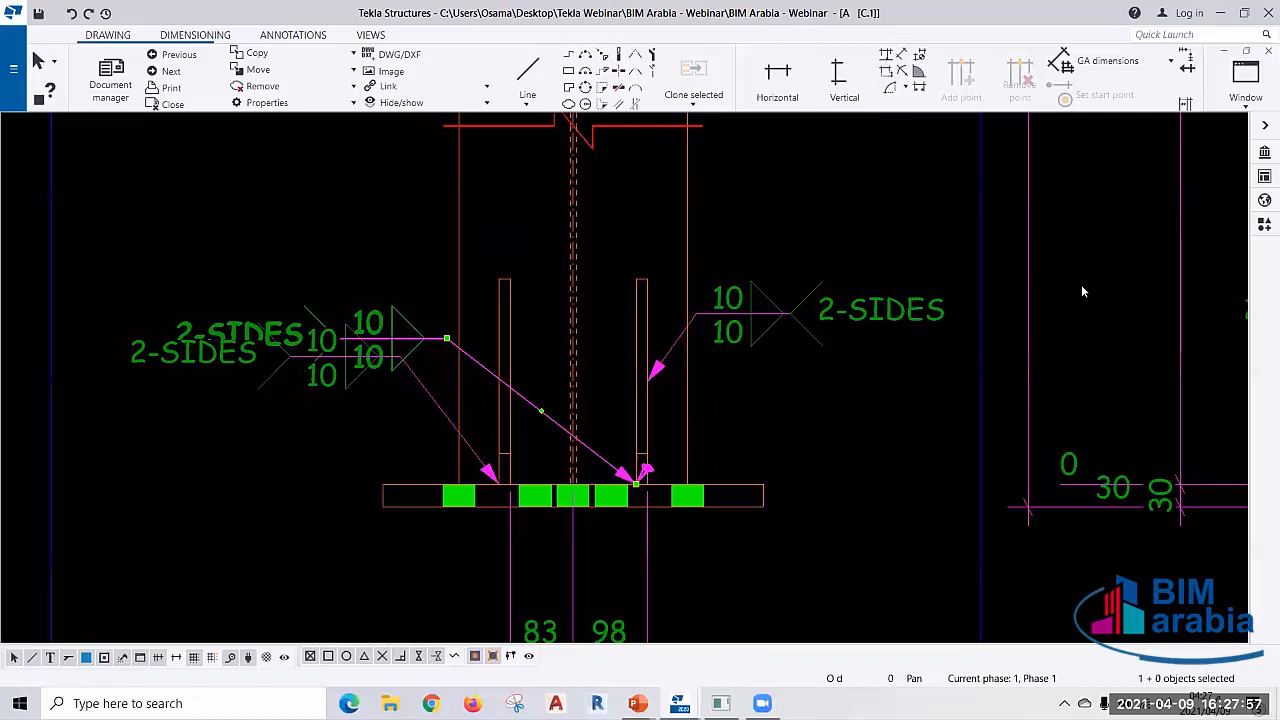 Tekla Structures - C:\Users\Osama\Desktop\Tekla Webinar\BIM Arabia - Webinar\BIM Arabia - Webinar - [A [C.1]]
Log in
DRAWING
DIMENSIONING
ANNOTATIONS
VIEWS
Quick Launch
Document manager
Previous
Next
Print
Close
Copy
Move
Remove
Properties
DWG/DXF
Image
Link
Hide/show
Line
Clone selected
Horizontal
Vertical
Add point
Remove point
GA dimensions
Set start point
Window
10
10
2-SIDES
2-SIDES
10
10
2-SIDES
10
10
0
30
30
83
98
BIM
arabia
O d
0
Pan
Current phase: 1, Phase 1
1 + 0 objects selected
Type here to search
04:27
2021-04-09 16:27:57